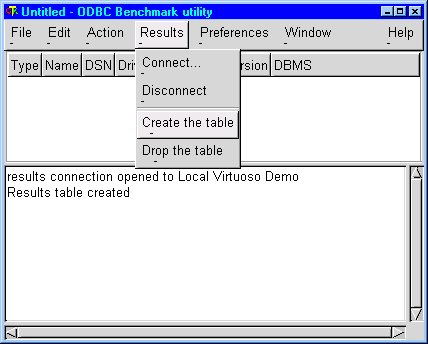 Untitled - ODBC Benchmark utility
File Edit Action Results Preferences Window Help
Type Name DSN Dri ersion DBMS
Connect...
Disconnect
Create the table
Drop the table
results connection opened to Local Virtuoso Demo
Results table created